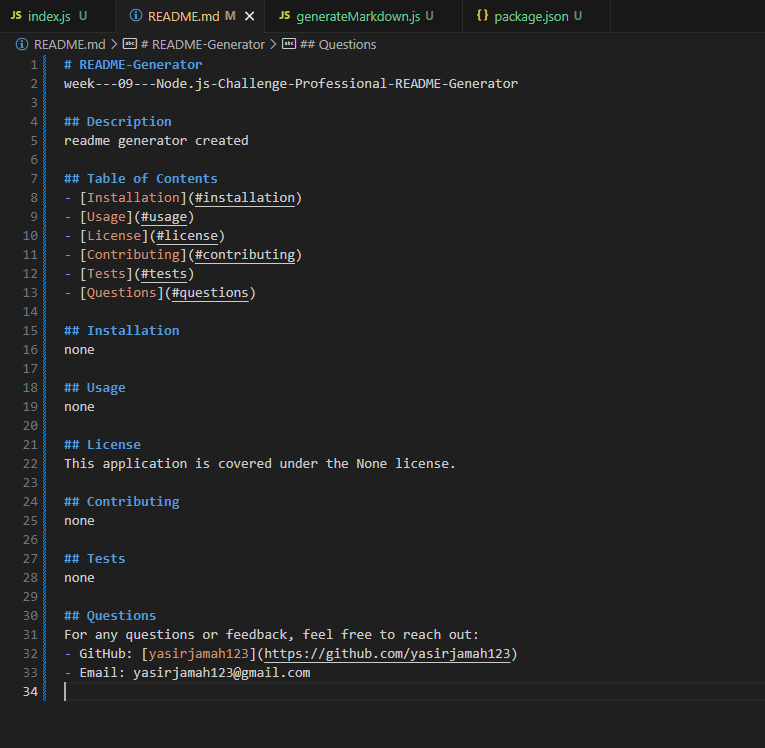 JS index.js U README.md M × JS generateMarkdown.js U {} package.json U
README.md > abc # README-Generator > abc ## Questions
1 # README-Generator
2 week---09---Node.js-Challenge-Professional-README-Generator
3
4 ## Description
5 readme generator created
6
7 ## Table of Contents
8 - [Installation](#installation)
9 - [Usage](#usage)
10 - [License](#license)
11 - [Contributing](#contributing)
12 - [Tests](#tests)
13 - [Questions](#questions)
14
15 ## Installation
16 none
17
18 ## Usage
19 none
20
21 ## License
22 This application is covered under the None license.
23
24 ## Contributing
25 none
26
27 ## Tests
28 none
29
30 ## Questions
31 For any questions or feedback, feel free to reach out:
32 - GitHub: [yasirjamah123](https://github.com/yasirjamah123)
33 - Email: yasirjamah123@gmail.com
34